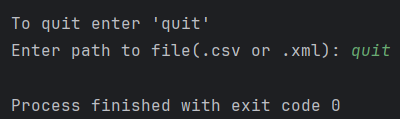 To quit enter 'quit'
Enter path to file(.csv or .xml): quit
Process finished with exit code 0